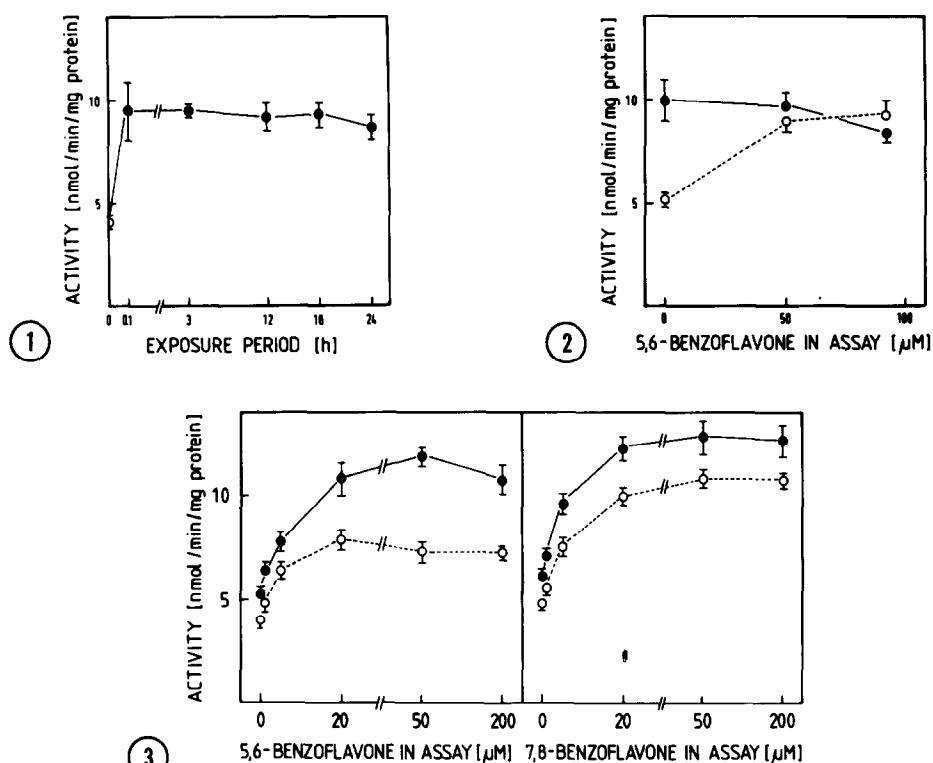 ACTIVITY [nmol/min/mg protein]
10
5
0 0.1 3 12 18 24
EXPOSURE PERIOD [h]
1
ACTIVITY [nmol/min/mg protein]
10
5
0 50 100
5,6-BENZOFLAVONE IN ASSAY [µM]
2
ACTIVITY [nmol/min/mg protein]
10
5
0 20 50 200
5,6-BENZOFLAVONE IN ASSAY [µM]
0 20 50 200
7,8-BENZOFLAVONE IN ASSAY [µM]
3